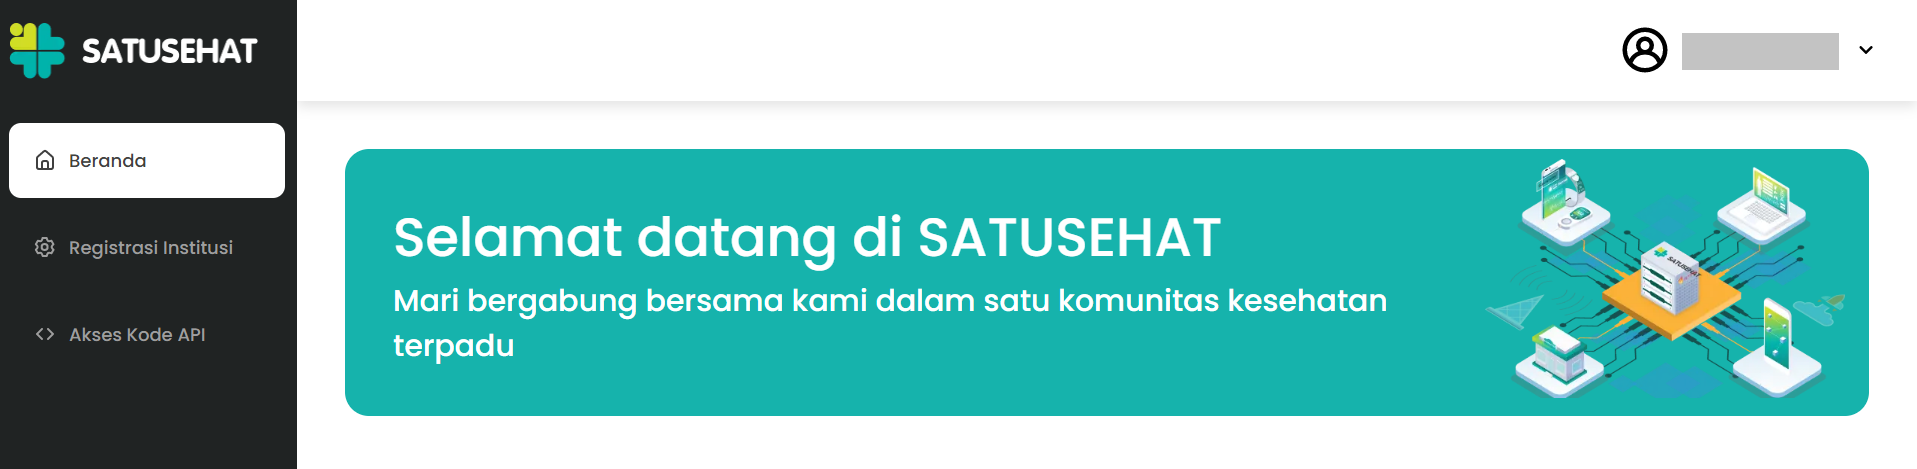 SATUSEHAT
Beranda
Registrasi Institusi
Akses Kode API
Selamat datang di SATUSEHAT
Mari bergabung bersama kami dalam satu komunitas kesehatan
terpadu
SATUSEHAT